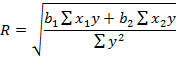 R = √((b₁ ∑ x₁y + b₂ ∑ x₂y) / ∑ y²)